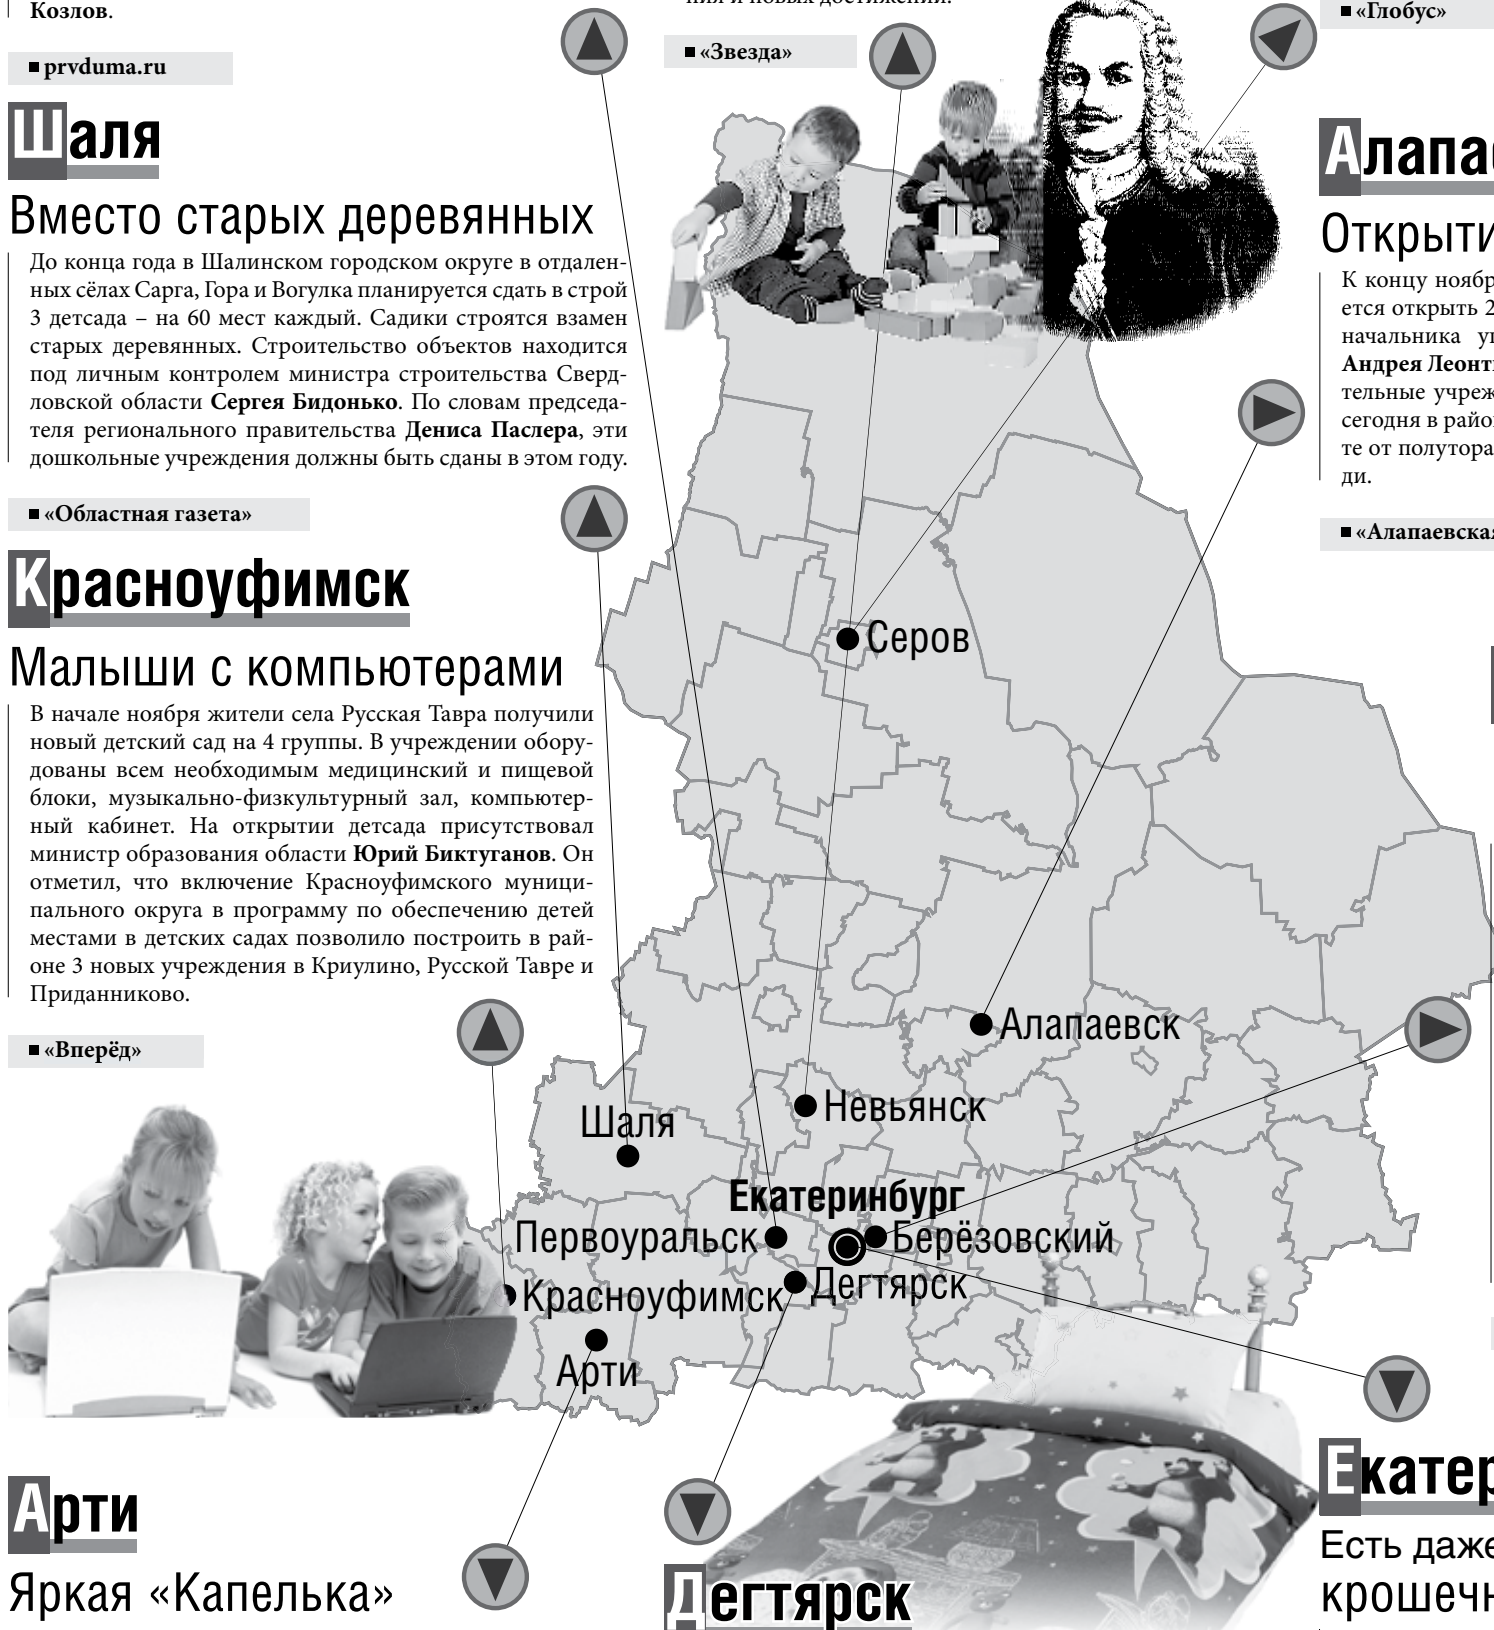 Козлов.
prvduma.ru
Шаля
Вместо старых деревянных
До конца года в Шалинском городском округе в отдален-
ных сёлах Сарга, Гора и Вогулка планируется сдать в строй
3 детсада – на 60 мест каждый. Садики строятся взамен
старых деревянных. Строительство объектов находится
под личным контролем министра строительства Сверд-
ловской области Сергея Бидонько. По словам председа-
теля регионального правительства Дениса Паслера, эти
дошкольные учреждения должны быть сданы в этом году.
«Областная газета»
Красноуфимск
Малыши с компьютерами
В начале ноября жители села Русская Тавра получили
новый детский сад на 4 группы. В учреждении обору-
дованы всем необходимым медицинский и пищевой
блоки, музыкально-физкультурный зал, компьютер-
ный кабинет. На открытии детсада присутствовал
министр образования области Юрий Биктуганов. Он
отметил, что включение Красноуфимского муници-
пального округа в программу по обеспечению детей
местами в детских садах позволило построить в рай-
оне 3 новых учреждения в Криулино, Русской Тавре и
Приданниково.
«Вперёд»
Арти
Яркая «Капелька»
ния и новых достижений.
«Звезда»
Серов
Алапаевск
Невьянск
Шаля
Екатеринбург
Первоуральск
Берёзовский
Дегтярск
Красноуфимск
Арти
Дегтярск
«Глобус»
Алапа
Открыти
К концу ноябр
ется открыть 2
начальника уп
Андрея Леонт
тельные учреж
сегодня в райо
те от полутора
ди.
«Алапаевская
Екатер
Есть даже
крошечн